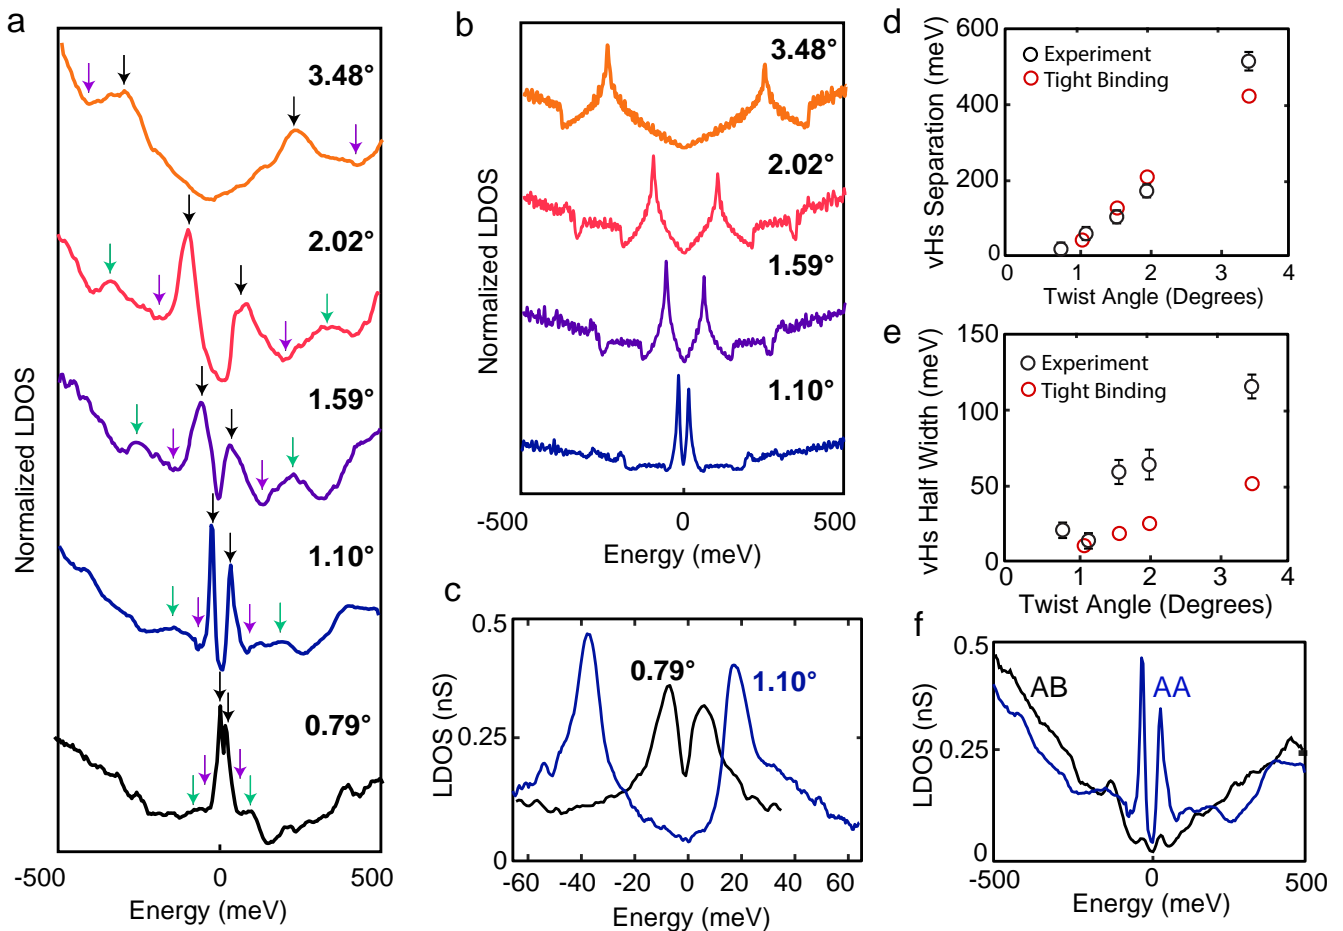 a
3.48°
2.02°
1.59°
1.10°
0.79°
Normalized LDOS
-500
0
500
Energy (meV)
b
3.48°
2.02°
1.59°
1.10°
Normalized LDOS
-500
0
500
Energy (meV)
c
0.5
0.25
0
LDOS (nS)
0.79°
1.10°
-60
-40
-20
0
20
40
60
Energy (meV)
d
600
400
200
0
vHs Separation (meV)
Experiment
Tight Binding
0
1
2
3
4
Twist Angle (Degrees)
e
150
100
50
0
vHs Half Width (meV)
Experiment
Tight Binding
0
1
2
3
4
Twist Angle (Degrees)
f
0.5
0.25
0
LDOS (nS)
AB
AA
-500
0
500
Energy (meV)